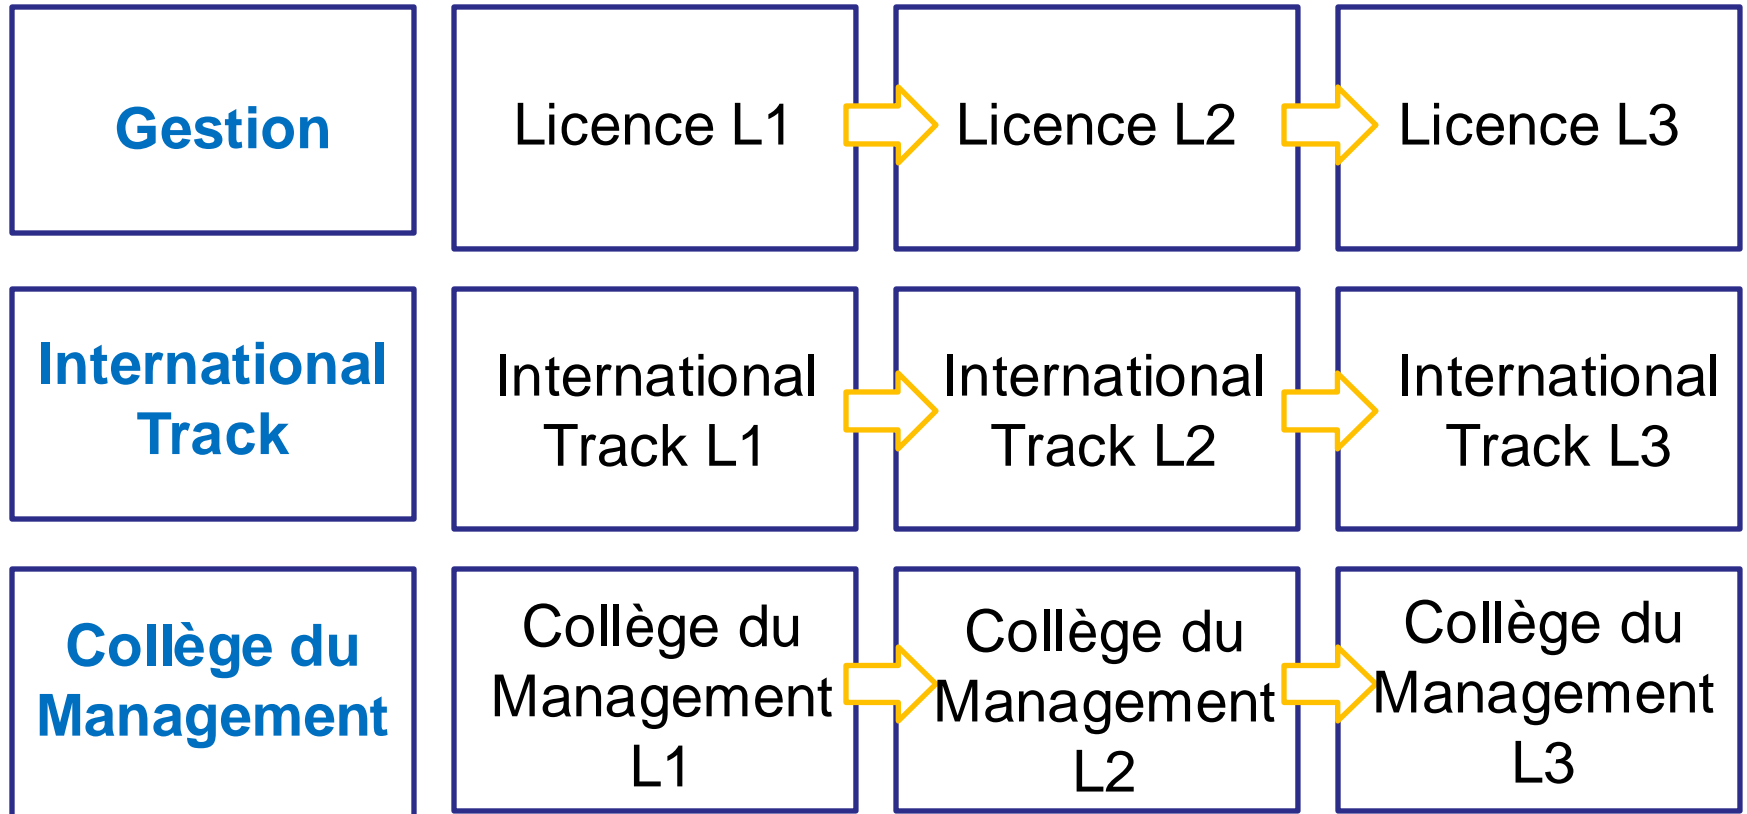 Gestion
Licence L1
Licence L2
Licence L3
International
Track
International
Track L1
International
Track L2
International
Track L3
Collège du
Management
Collège du
Management
L1
Collège du
Management
L2
Collège du
Management
L3